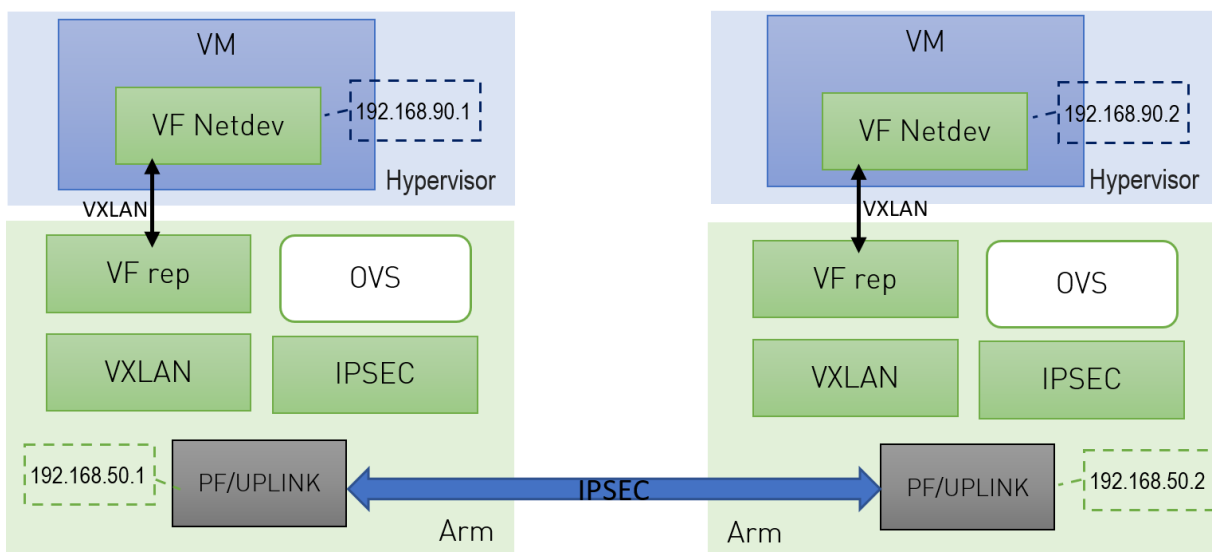 VM
VF Netdev
192.168.90.1
Hypervisor
VXLAN
VF rep
OVS
VXLAN
IPSEC
192.168.50.1
PF/UPLINK
Arm
IPSEC
VM
VF Netdev
192.168.90.2
Hypervisor
VXLAN
VF rep
OVS
VXLAN
IPSEC
PF/UPLINK
192.168.50.2
Arm